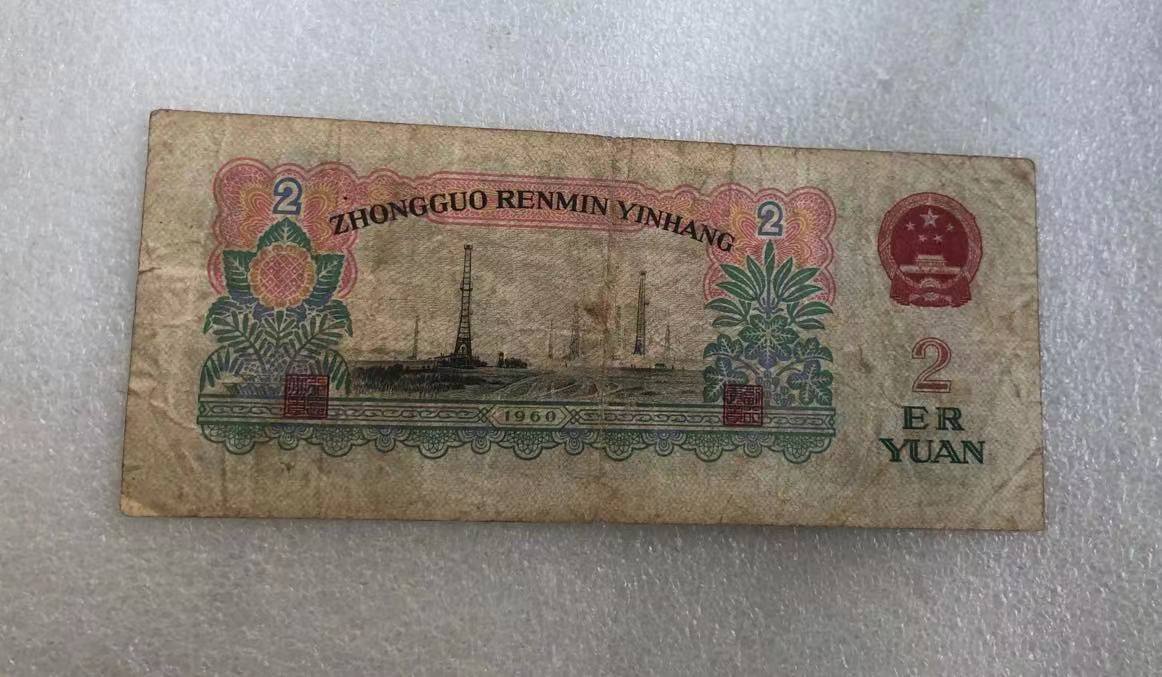 2
ZHONGGUO RENMIN YINHANG
2
1960
2
ER
YUAN